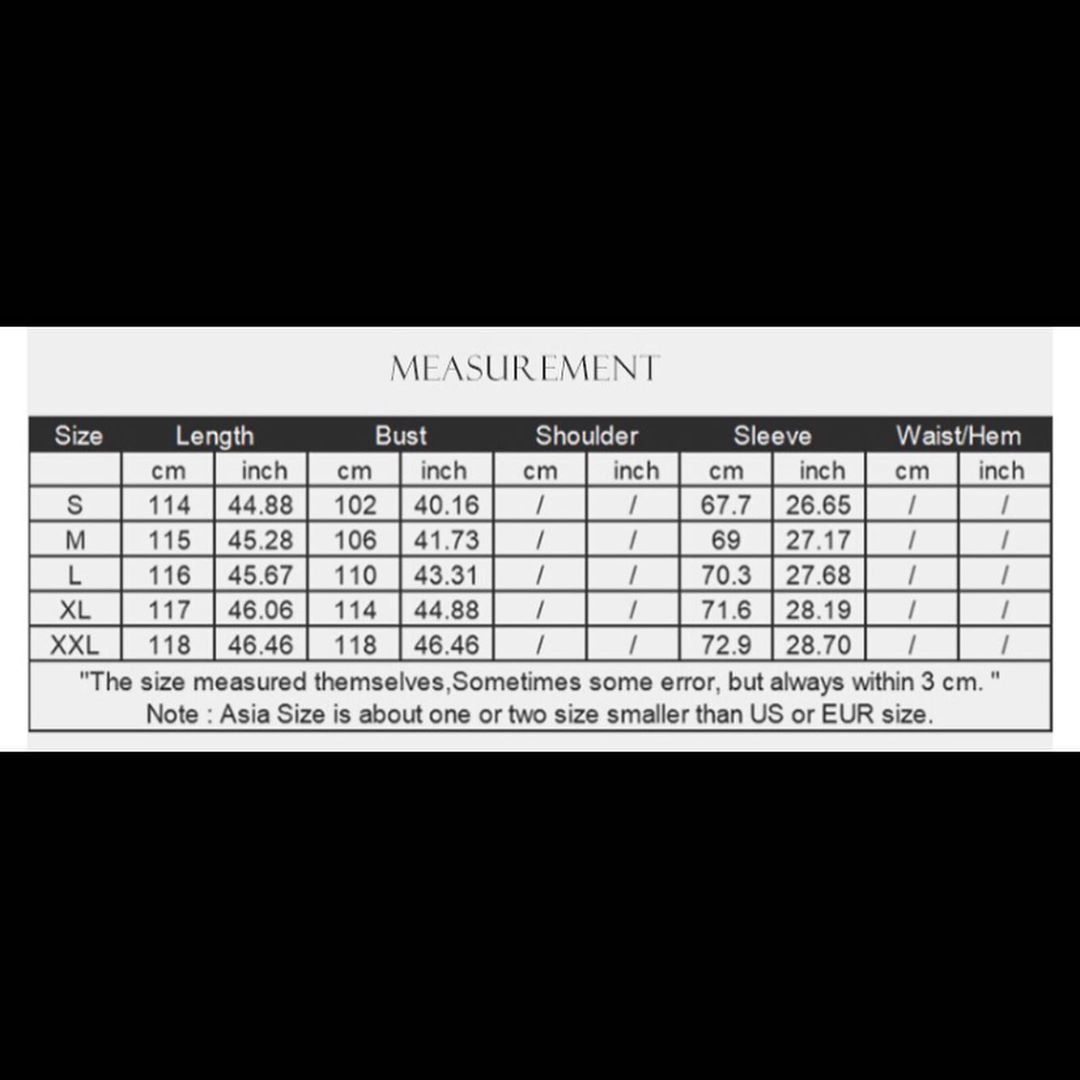 MEASUREMENT
Size Length Bust Shoulder Sleeve Waist/Hem
cm inch cm inch cm inch cm inch cm inch
S 114 44.88 102 40.16 / / 67.7 26.65 / /
M 115 45.28 106 41.73 / / 69 27.17 / /
L 116 45.67 110 43.31 / / 70.3 27.68 / /
XL 117 46.06 114 44.88 / / 71.6 28.19 / /
XXL 118 46.46 118 46.46 / / 72.9 28.70 / /
"The size measured themselves,Sometimes some error, but always within 3 cm. "
Note : Asia Size is about one or two size smaller than US or EUR size.